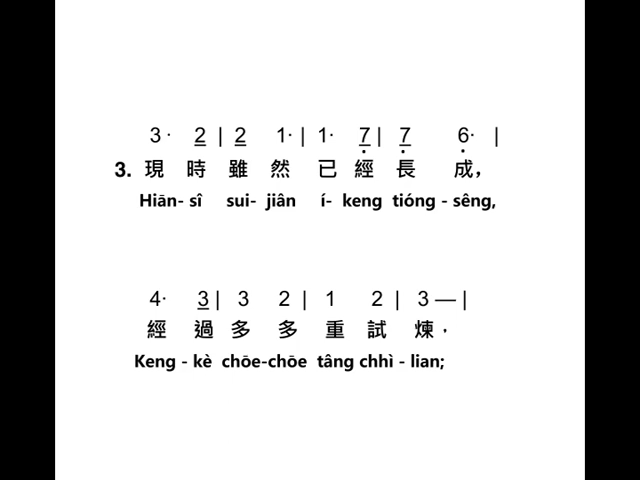 3· 2 | 2 1· | 1· 7 | 7 6· |
3. 現 時 雖 然 已 經 長 成,
Hiān- sî sui- jiân í- keng tióng - sêng,
4· 3 | 3 2 | 1 2 | 3 — |
經 過 多 多 重 試 煉,
Keng - kè chōe-chōe tâng chhì - lian;